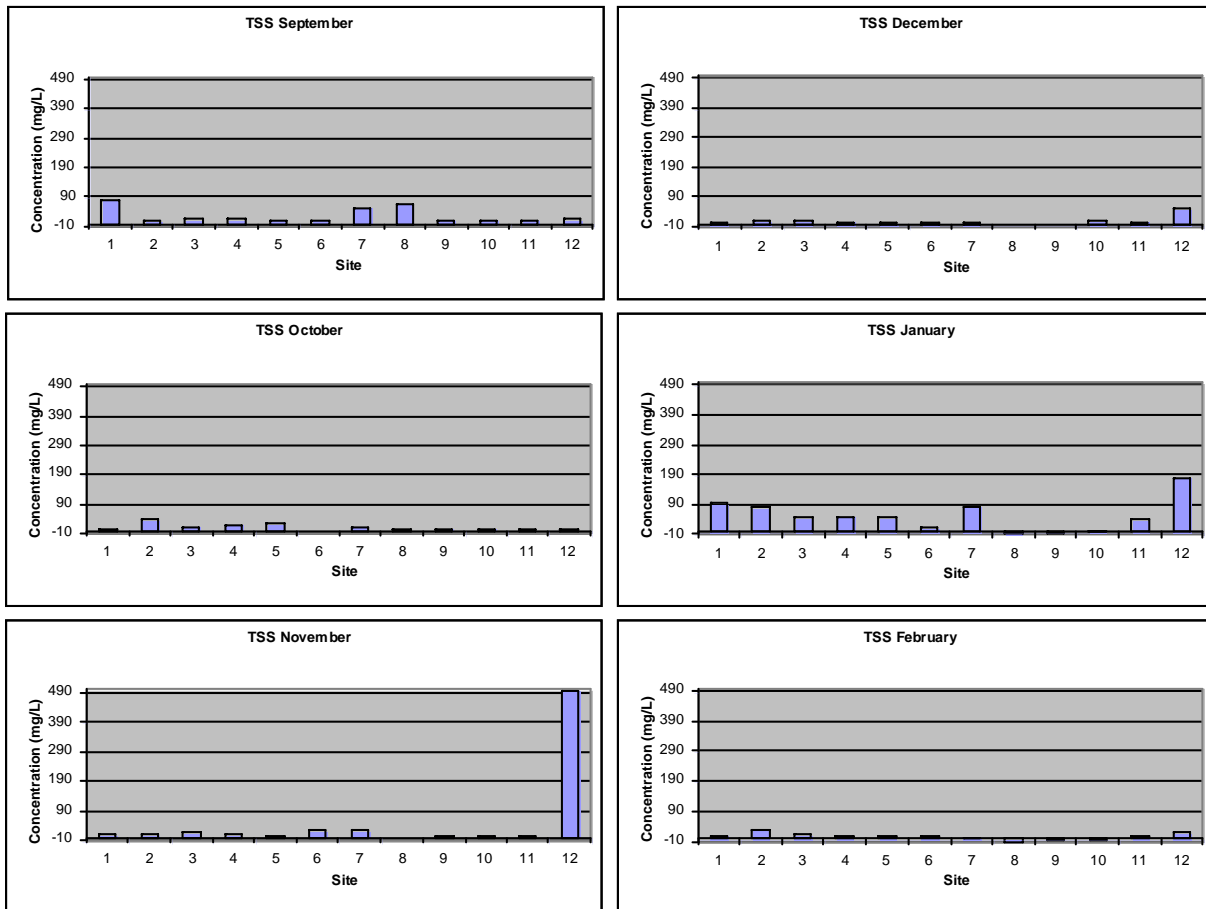 TSS September
Concentration (mg/L)
490
390
290
190
90
-10
1 2 3 4 5 6 7 8 9 10 11 12
Site
TSS December
Concentration (mg/L)
490
390
290
190
90
-10
1 2 3 4 5 6 7 8 9 10 11 12
Site
TSS October
Concentration (mg/L)
490
390
290
190
90
-10
1 2 3 4 5 6 7 8 9 10 11 12
Site
TSS January
Concentration (mg/L)
490
390
290
190
90
-10
1 2 3 4 5 6 7 8 9 10 11 12
Site
TSS November
Concentration (mg/L)
490
390
290
190
90
-10
1 2 3 4 5 6 7 8 9 10 11 12
Site
TSS February
Concentration (mg/L)
490
390
290
190
90
-10
1 2 3 4 5 6 7 8 9 10 11 12
Site